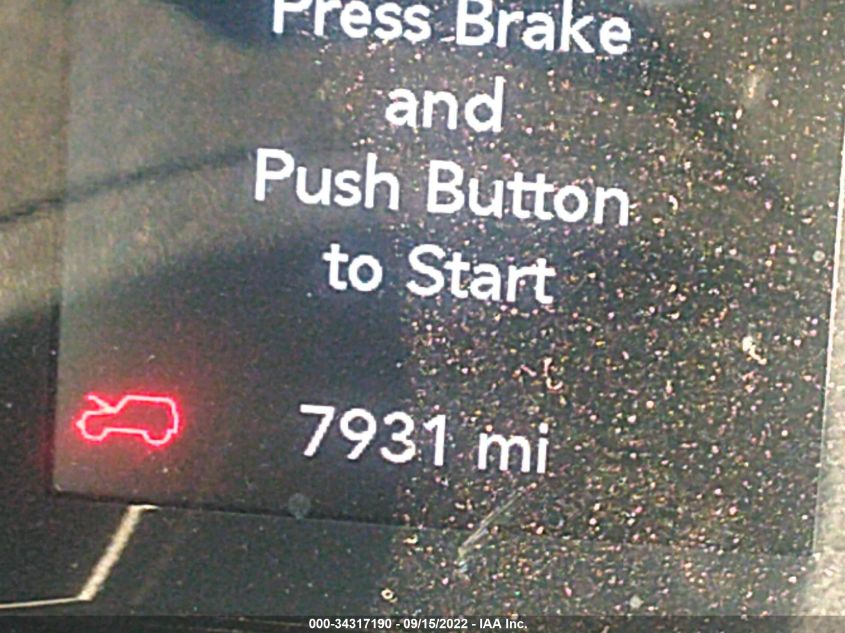 Press Brake
and
Push Button
to Start
7931 mi
000-34317190 - 09/15/2022 - IAA Inc.